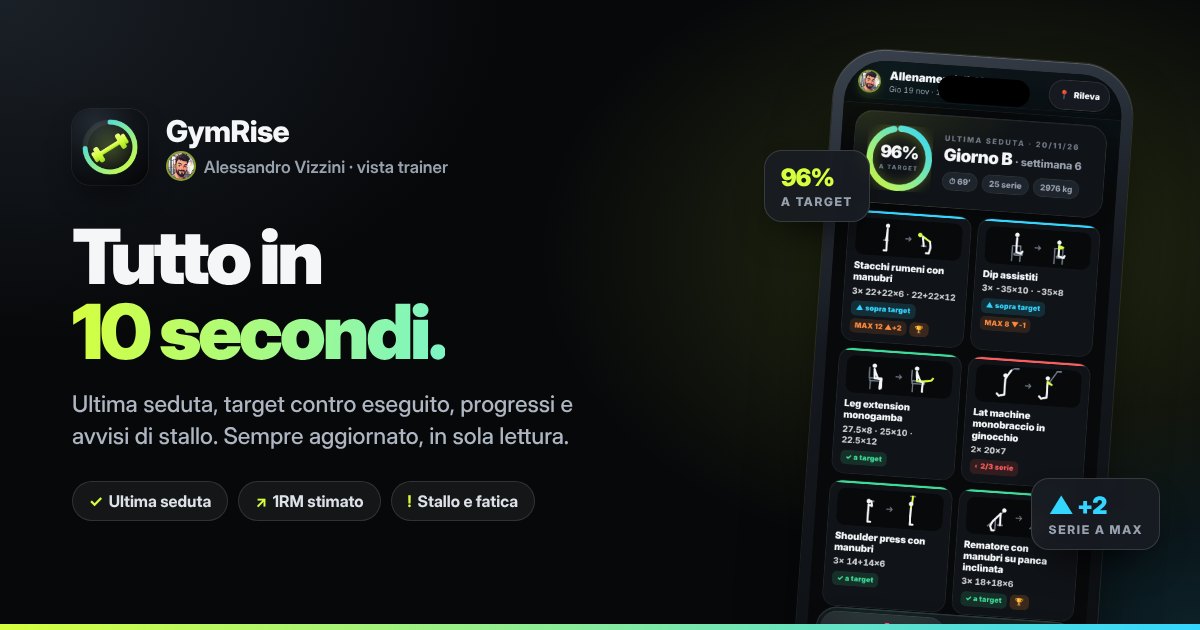 GymRise
Alessandro Vizzini · vista trainer
Tutto in
10 secondi.
Ultima seduta, target contro eseguito, progressi e
avvisi di stallo. Sempre aggiornato, in sola lettura.
✓ Ultima seduta
↗ 1RM stimato
! Stallo e fatica
Gio 19 nov ·
Rileva
96%
A TARGET
ULTIMA SEDUTA · 20/11/26
Giorno B · settimana 6
69'
25 serie
2976 kg
96%
A TARGET
Stacchi rumeni con
manubri
3× 22+22×6 · 22+22×12
▲ sopra target
MAX 12 ▲+2
Dip assistiti
3× -35×10 · -35×8
▲ sopra target
MAX 8 ▼-1
Leg extension
monogamba
27.5×8 · 25×10 ·
22.5×12
✓ a target
Lat machine
monobraccio in
ginocchio
2× 20×7
2/3 serie
Shoulder press con
manubri
3× 14+14×6
✓ a target
Rematore con
manubri su panca
inclinata
3× 18+18×6
✓ a target
▲ +2
SERIE A MAX